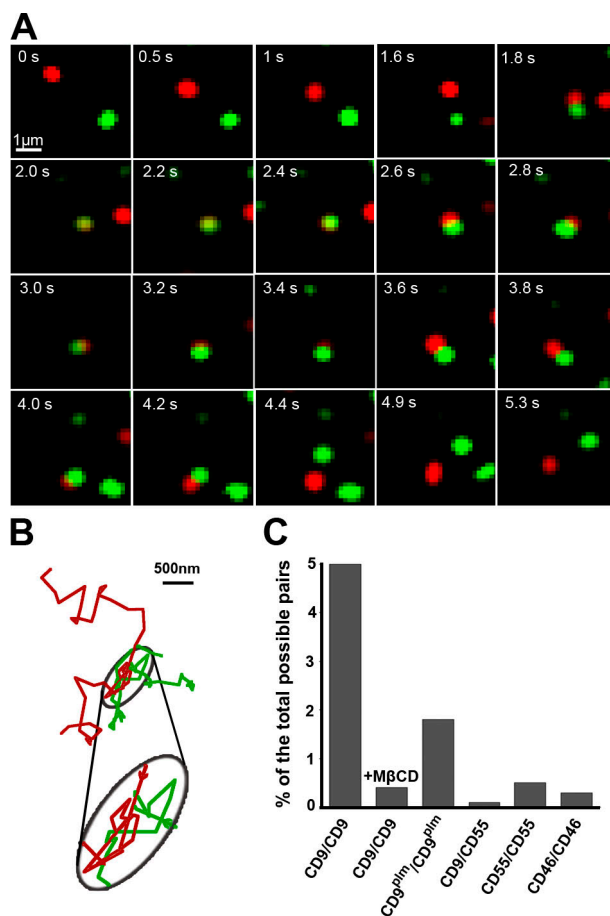 A
0 s 0.5 s 1 s 1.6 s 1.8 s
1µm
2.0 s 2.2 s 2.4 s 2.6 s 2.8 s
3.0 s 3.2 s 3.4 s 3.6 s 3.8 s
4.0 s 4.2 s 4.4 s 4.9 s 5.3 s
B
500nm
C
% of the total possible pairs
5
4
3
2
1
0
+MβCD
CD9/CD9
CD9/CD9
CD9plm/CD9plm
CD9/CD55
CD55/CD55
CD46/CD46